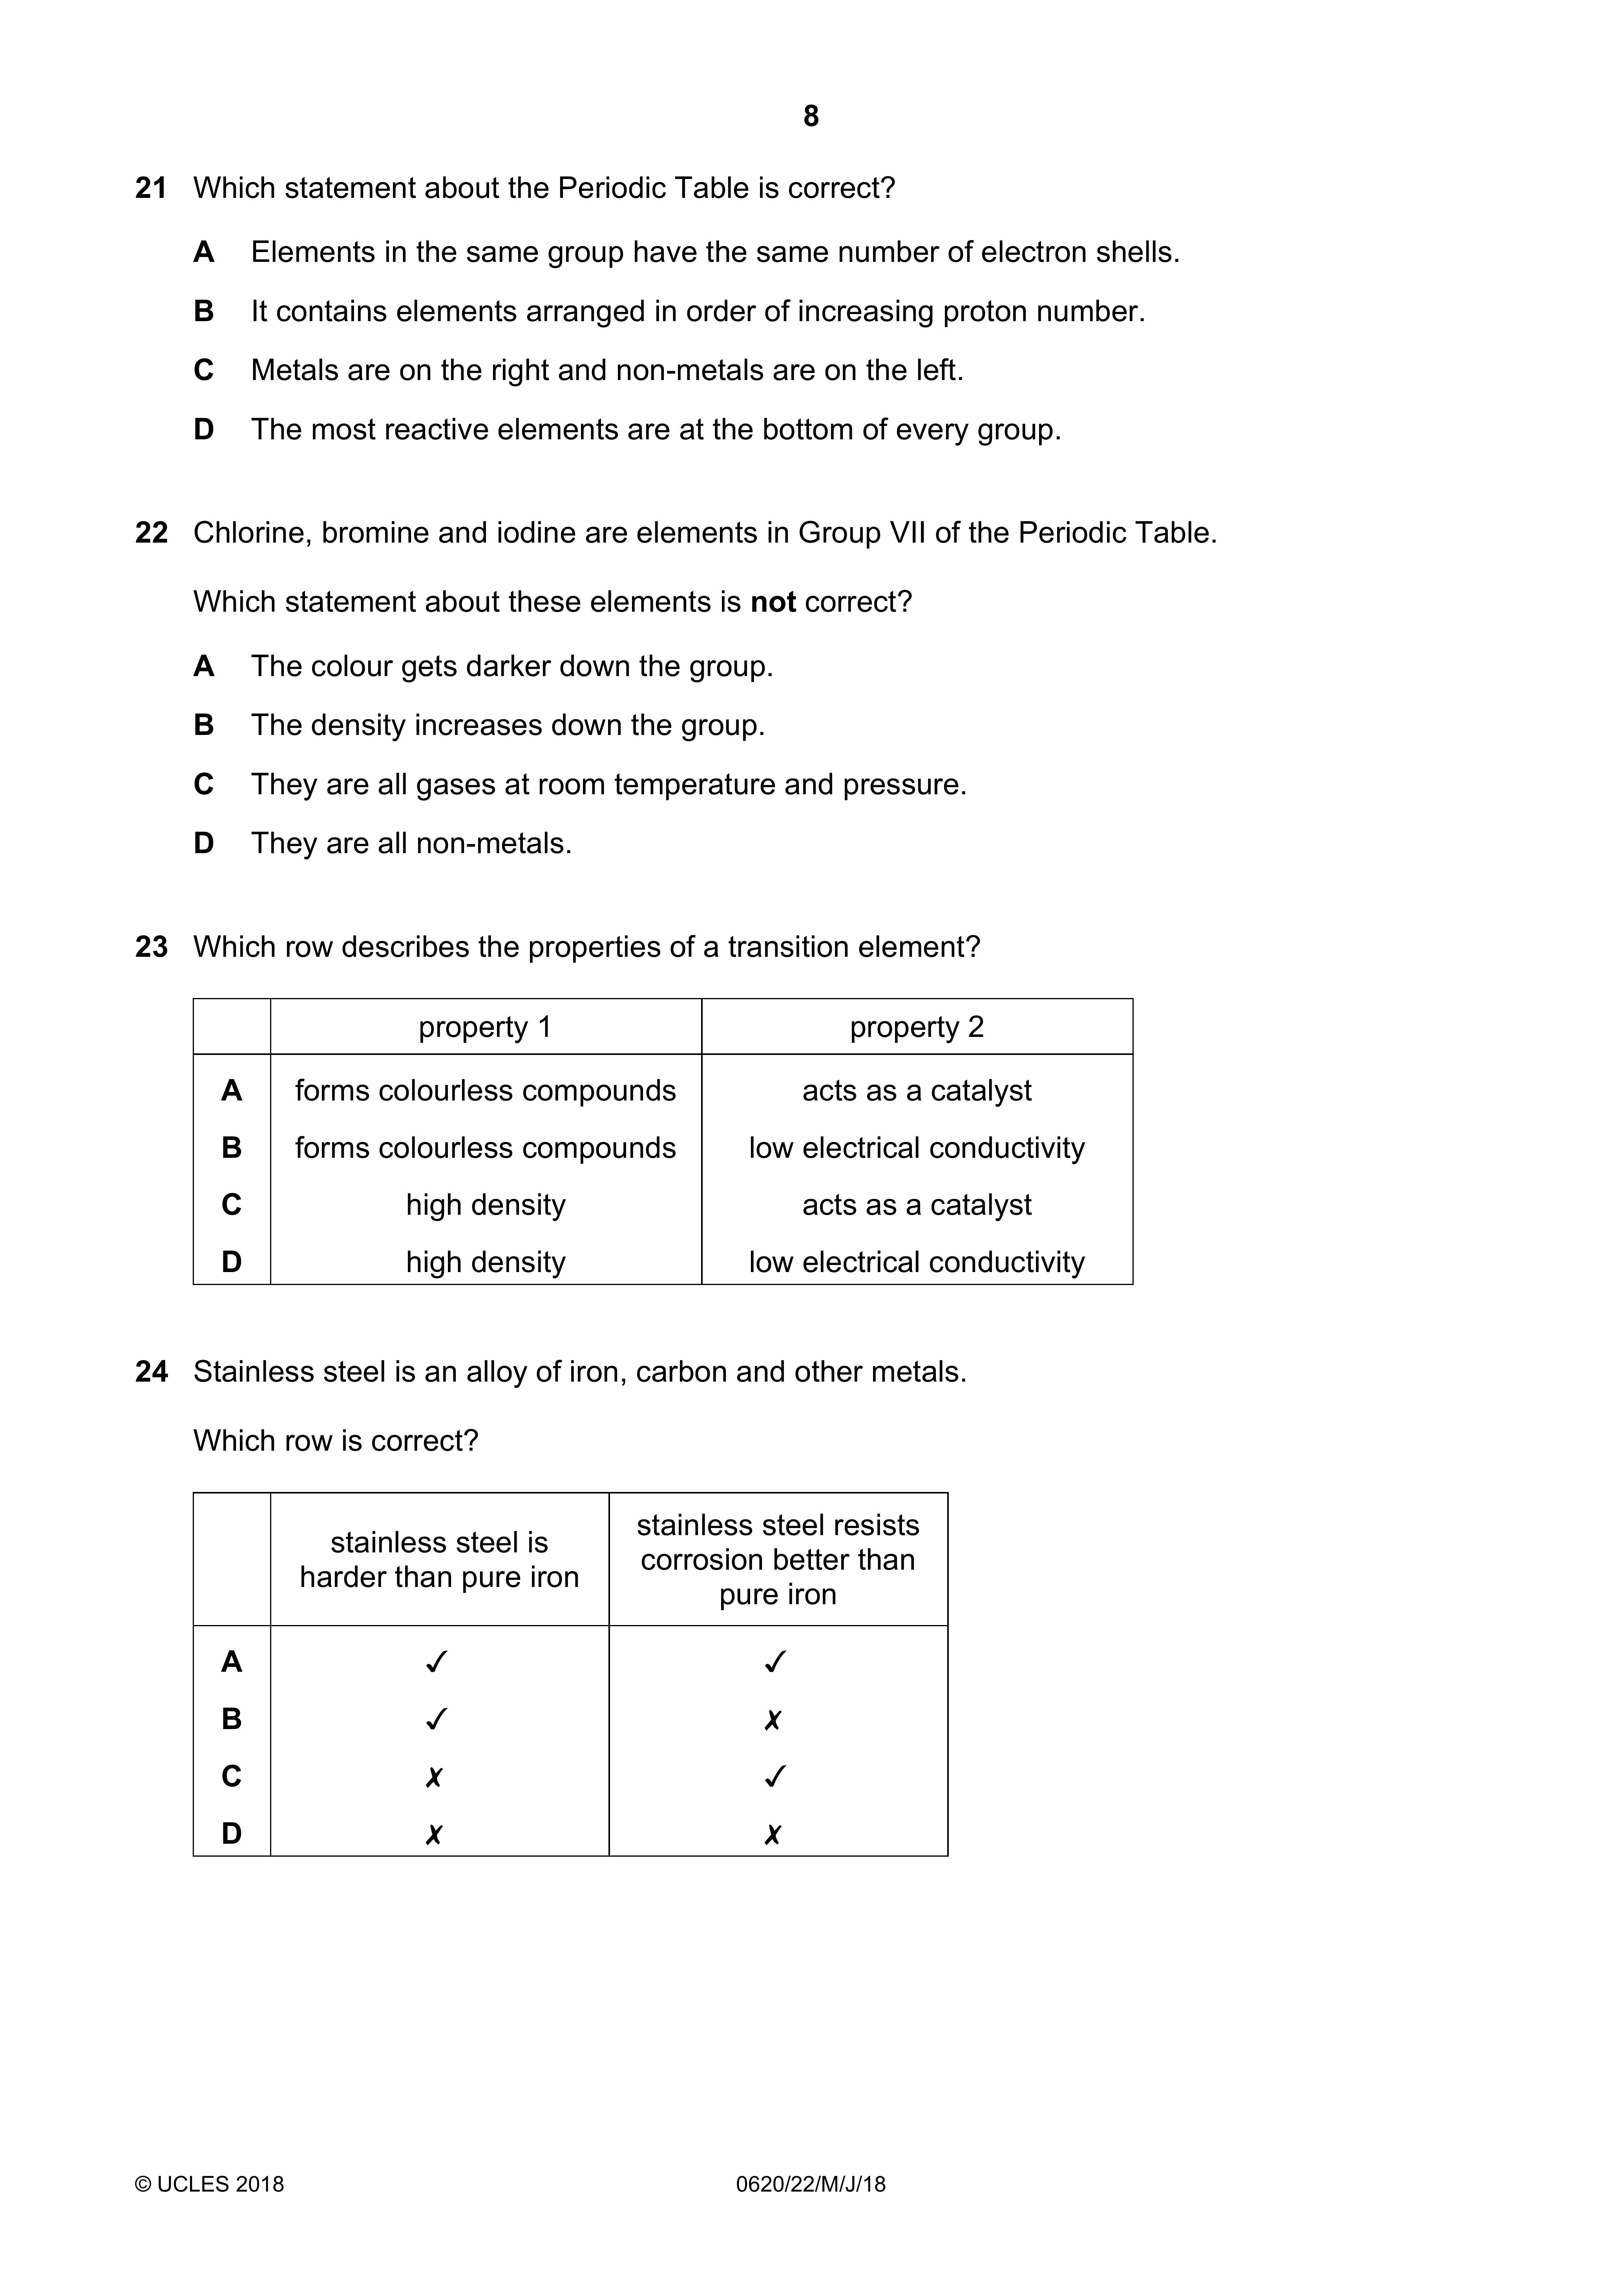 8
21 Which statement about the Periodic Table is correct?
A Elements in the same group have the same number of electron shells.
B It contains elements arranged in order of increasing proton number.
C Metals are on the right and non-metals are on the left.
D The most reactive elements are at the bottom of every group.
22 Chlorine, bromine and iodine are elements in Group VII of the Periodic Table.
Which statement about these elements is not correct?
A The colour gets darker down the group.
B The density increases down the group.
C They are all gases at room temperature and pressure.
D They are all non-metals.
23 Which row describes the properties of a transition element?
property 1 property 2
A forms colourless compounds acts as a catalyst
B forms colourless compounds low electrical conductivity
C high density acts as a catalyst
D high density low electrical conductivity
24 Stainless steel is an alloy of iron, carbon and other metals.
Which row is correct?
stainless steel is
harder than pure iron
stainless steel resists
corrosion better than
pure iron
A ✓ ✓
B ✓ ✗
C ✗ ✓
D ✗ ✗
© UCLES 2018 0620/22/M/J/18